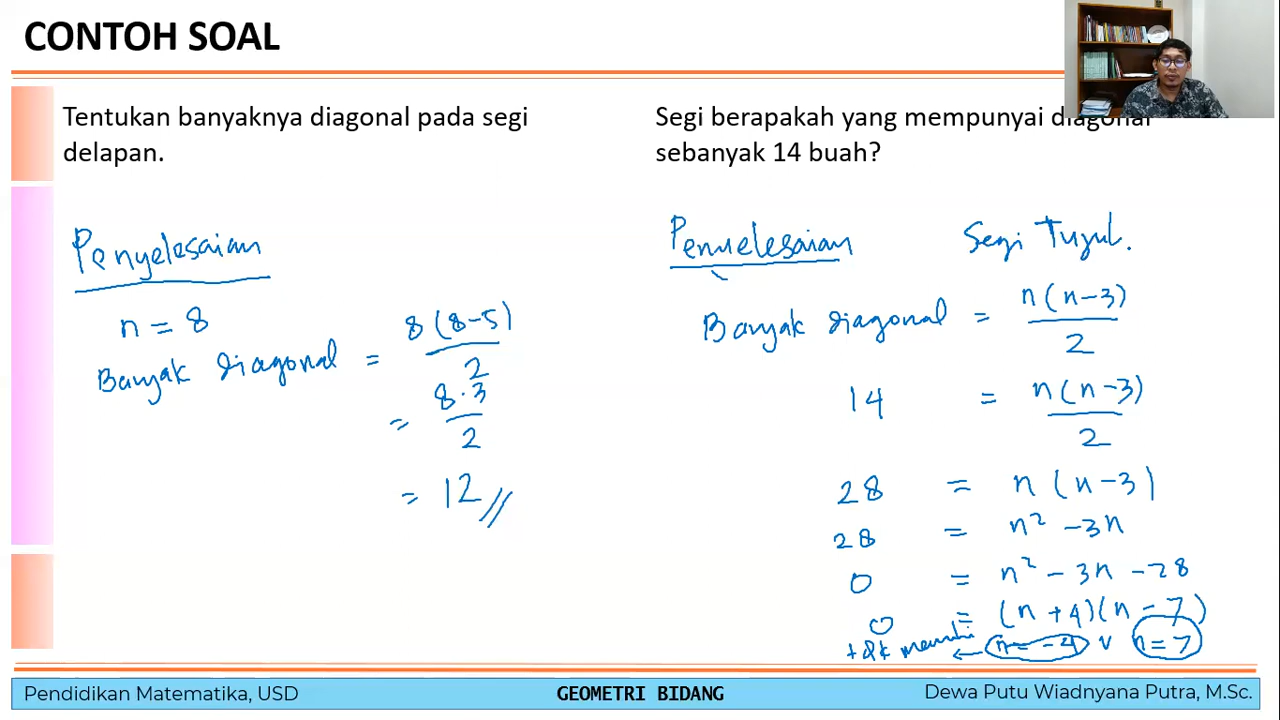 CONTOH SOAL
Tentukan banyaknya diagonal pada segi
delapan.
Penyelesaian
n = 8
Banyak diagonal = 8(8-5)/2
= 8·3/2
= 12//
Segi berapakah yang mempunyai diagonal
sebanyak 14 buah?
Penyelesaian
Segi Tujuh.
Banyak diagonal = n(n-3)/2
14 = n(n-3)/2
28 = n(n-3)
28 = n² - 3n
0 = n² - 3n - 28
0 = (n+4)(n-7)
tdk ← n = -4 v n = 7
Pendidikan Matematika, USD
GEOMETRI BIDANG
Dewa Putu Wiadnyana Putra, M.Sc.